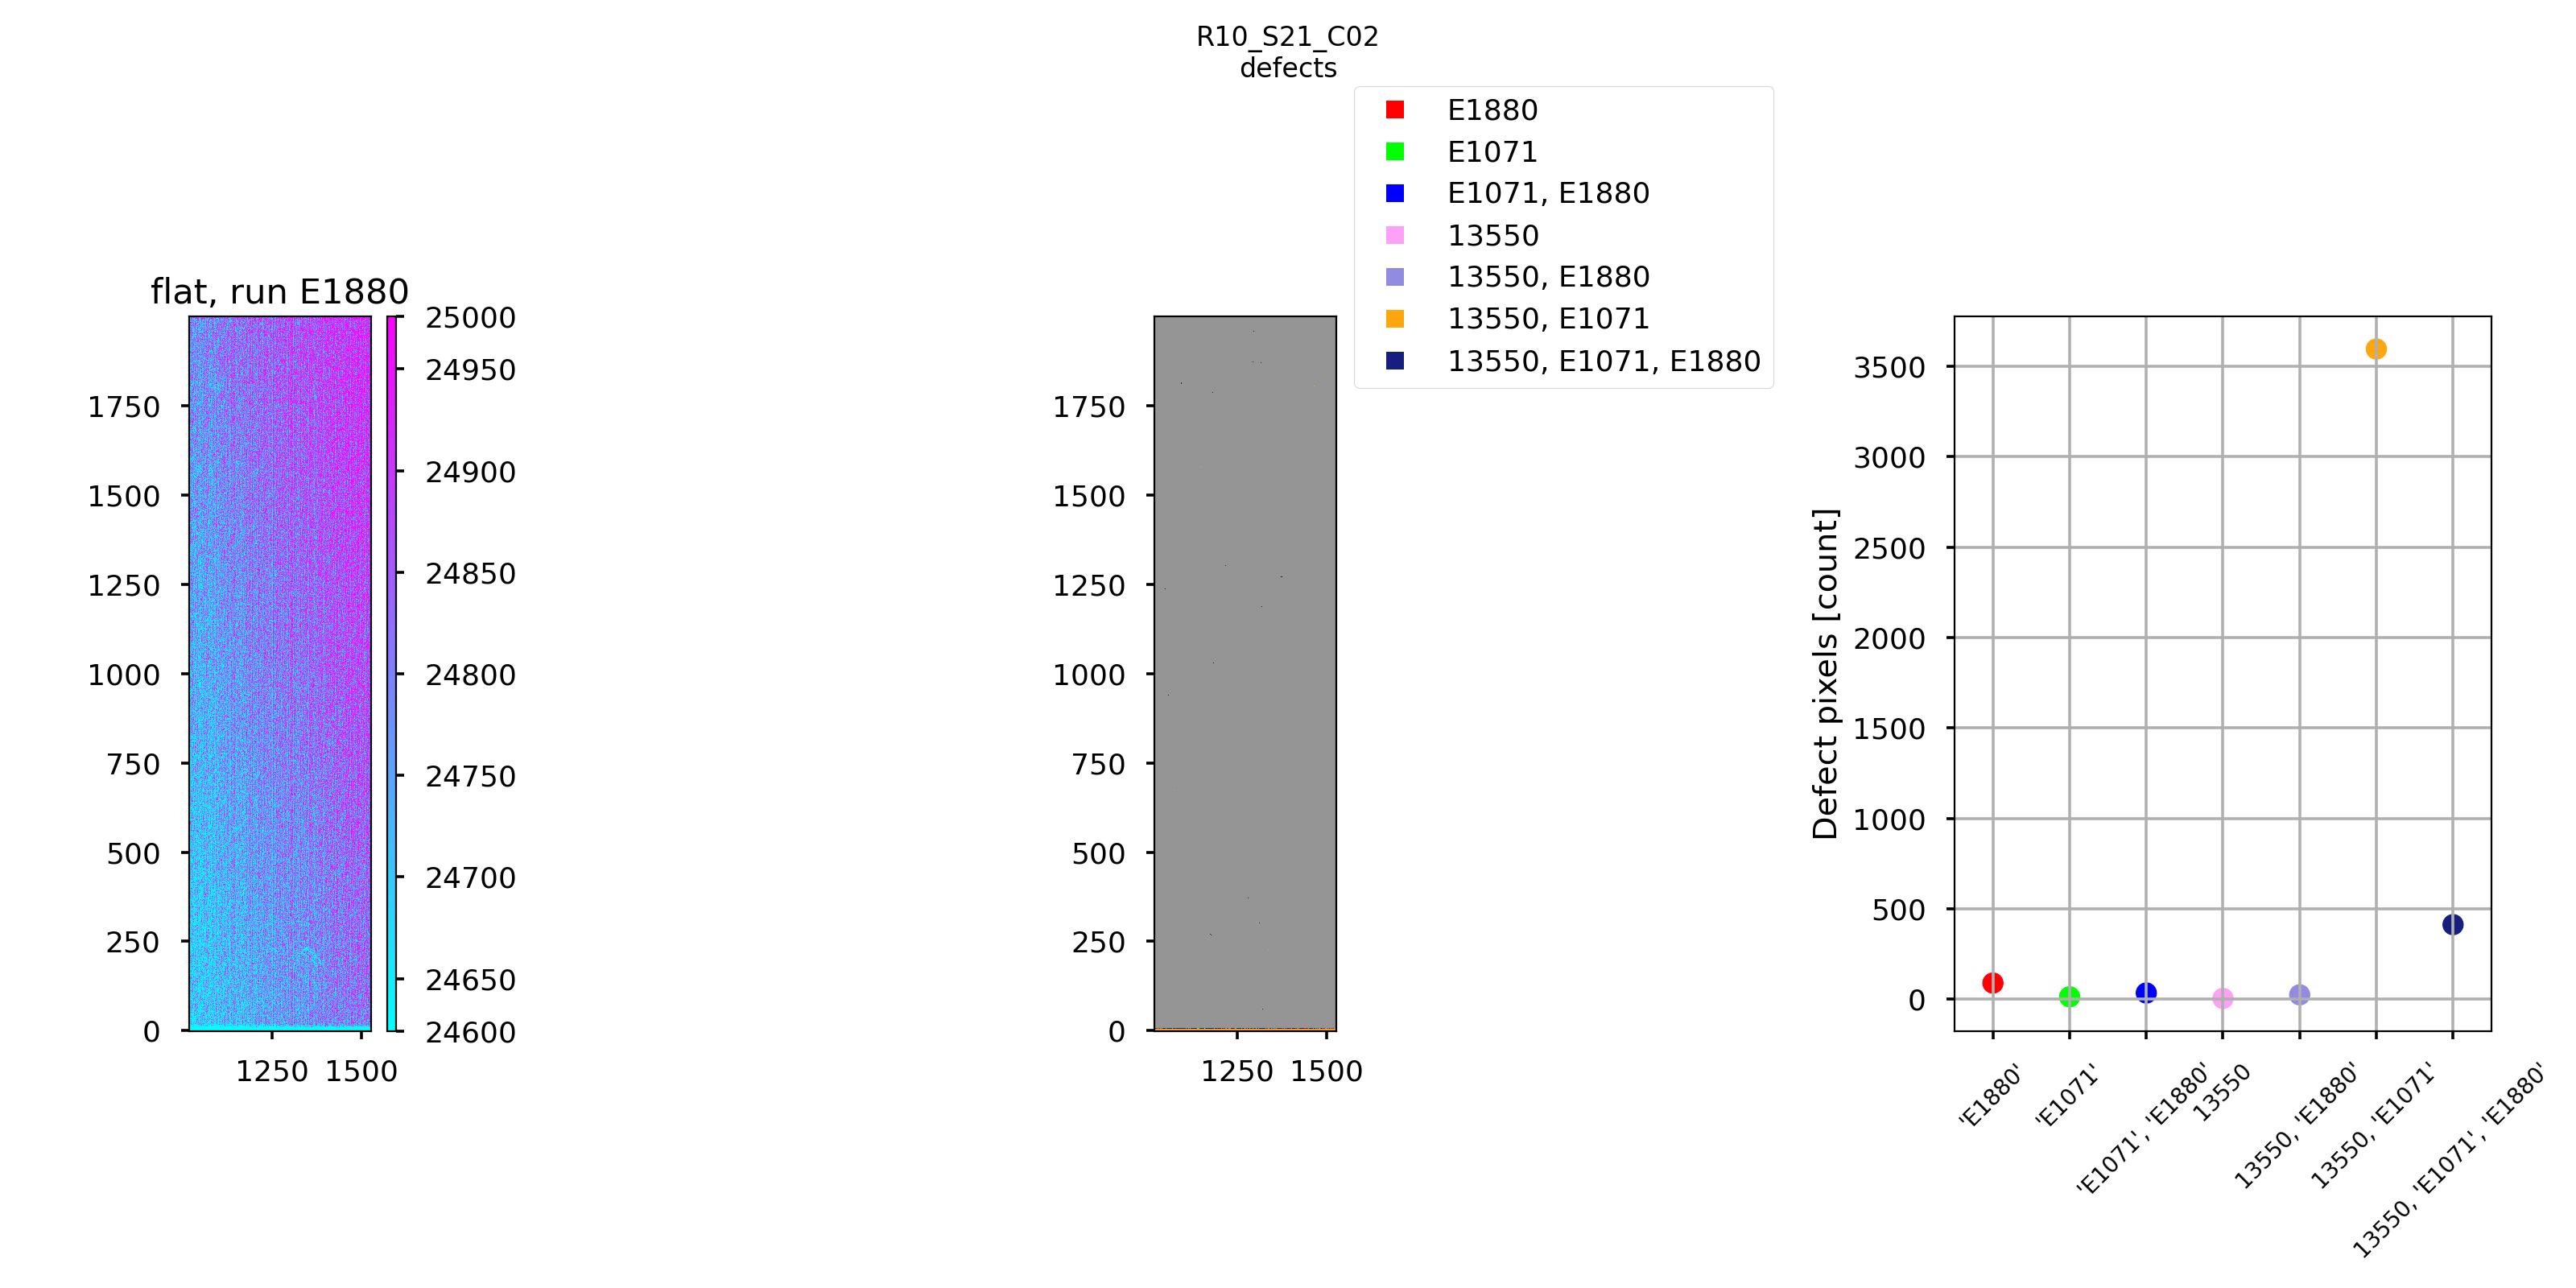 R10_S21_C02
defects
E1880
E1071
E1071, E1880
13550
13550, E1880
13550, E1071
13550, E1071, E1880
flat, run E1880
25000
24950
24900
24850
24800
24750
24700
24650
24600
1750
1500
1250
1000
750
500
250
0
1250 1500
1750
1500
1250
1000
750
500
250
0
1250 1500
Defect pixels [count]
3500
3000
2500
2000
1500
1000
500
0
'E1880'
'E1071'
'E1071', 'E1880'
13550
13550, 'E1880'
13550, 'E1071'
13550, 'E1071', 'E1880'